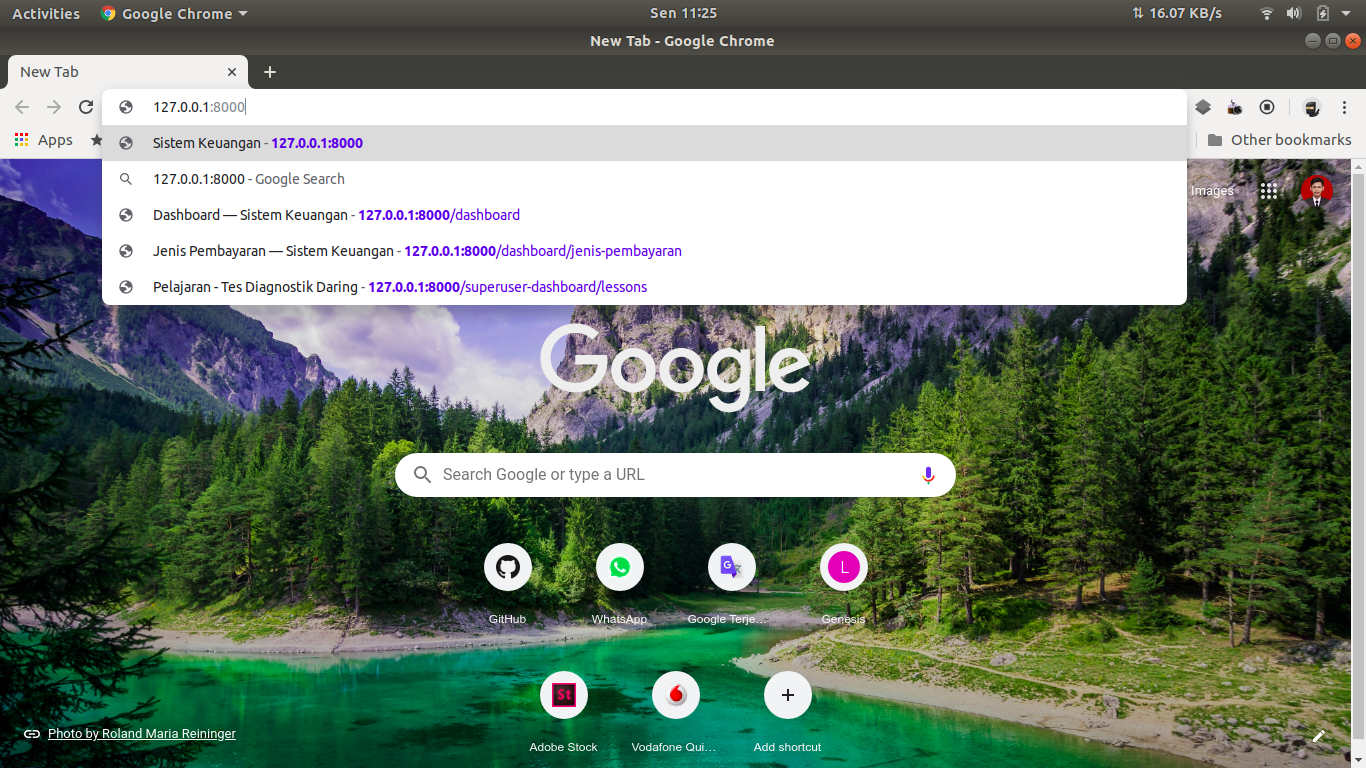 Activities Google Chrome Sen 11:25 16.07 KB/s
New Tab - Google Chrome
New Tab
127.0.0.1:8000
Apps Other bookmarks
Sistem Keuangan - 127.0.0.1:8000
127.0.0.1:8000 - Google Search
Images
Dashboard — Sistem Keuangan - 127.0.0.1:8000/dashboard
Jenis Pembayaran — Sistem Keuangan - 127.0.0.1:8000/dashboard/jenis-pembayaran
Pelajaran - Tes Diagnostik Daring - 127.0.0.1:8000/superuser-dashboard/lessons
Google
Search Google or type a URL
L
GitHub WhatsApp Google Terje... Genesis
St
Adobe Stock Vodafone Qui... Add shortcut
Photo by Roland Maria Reininger